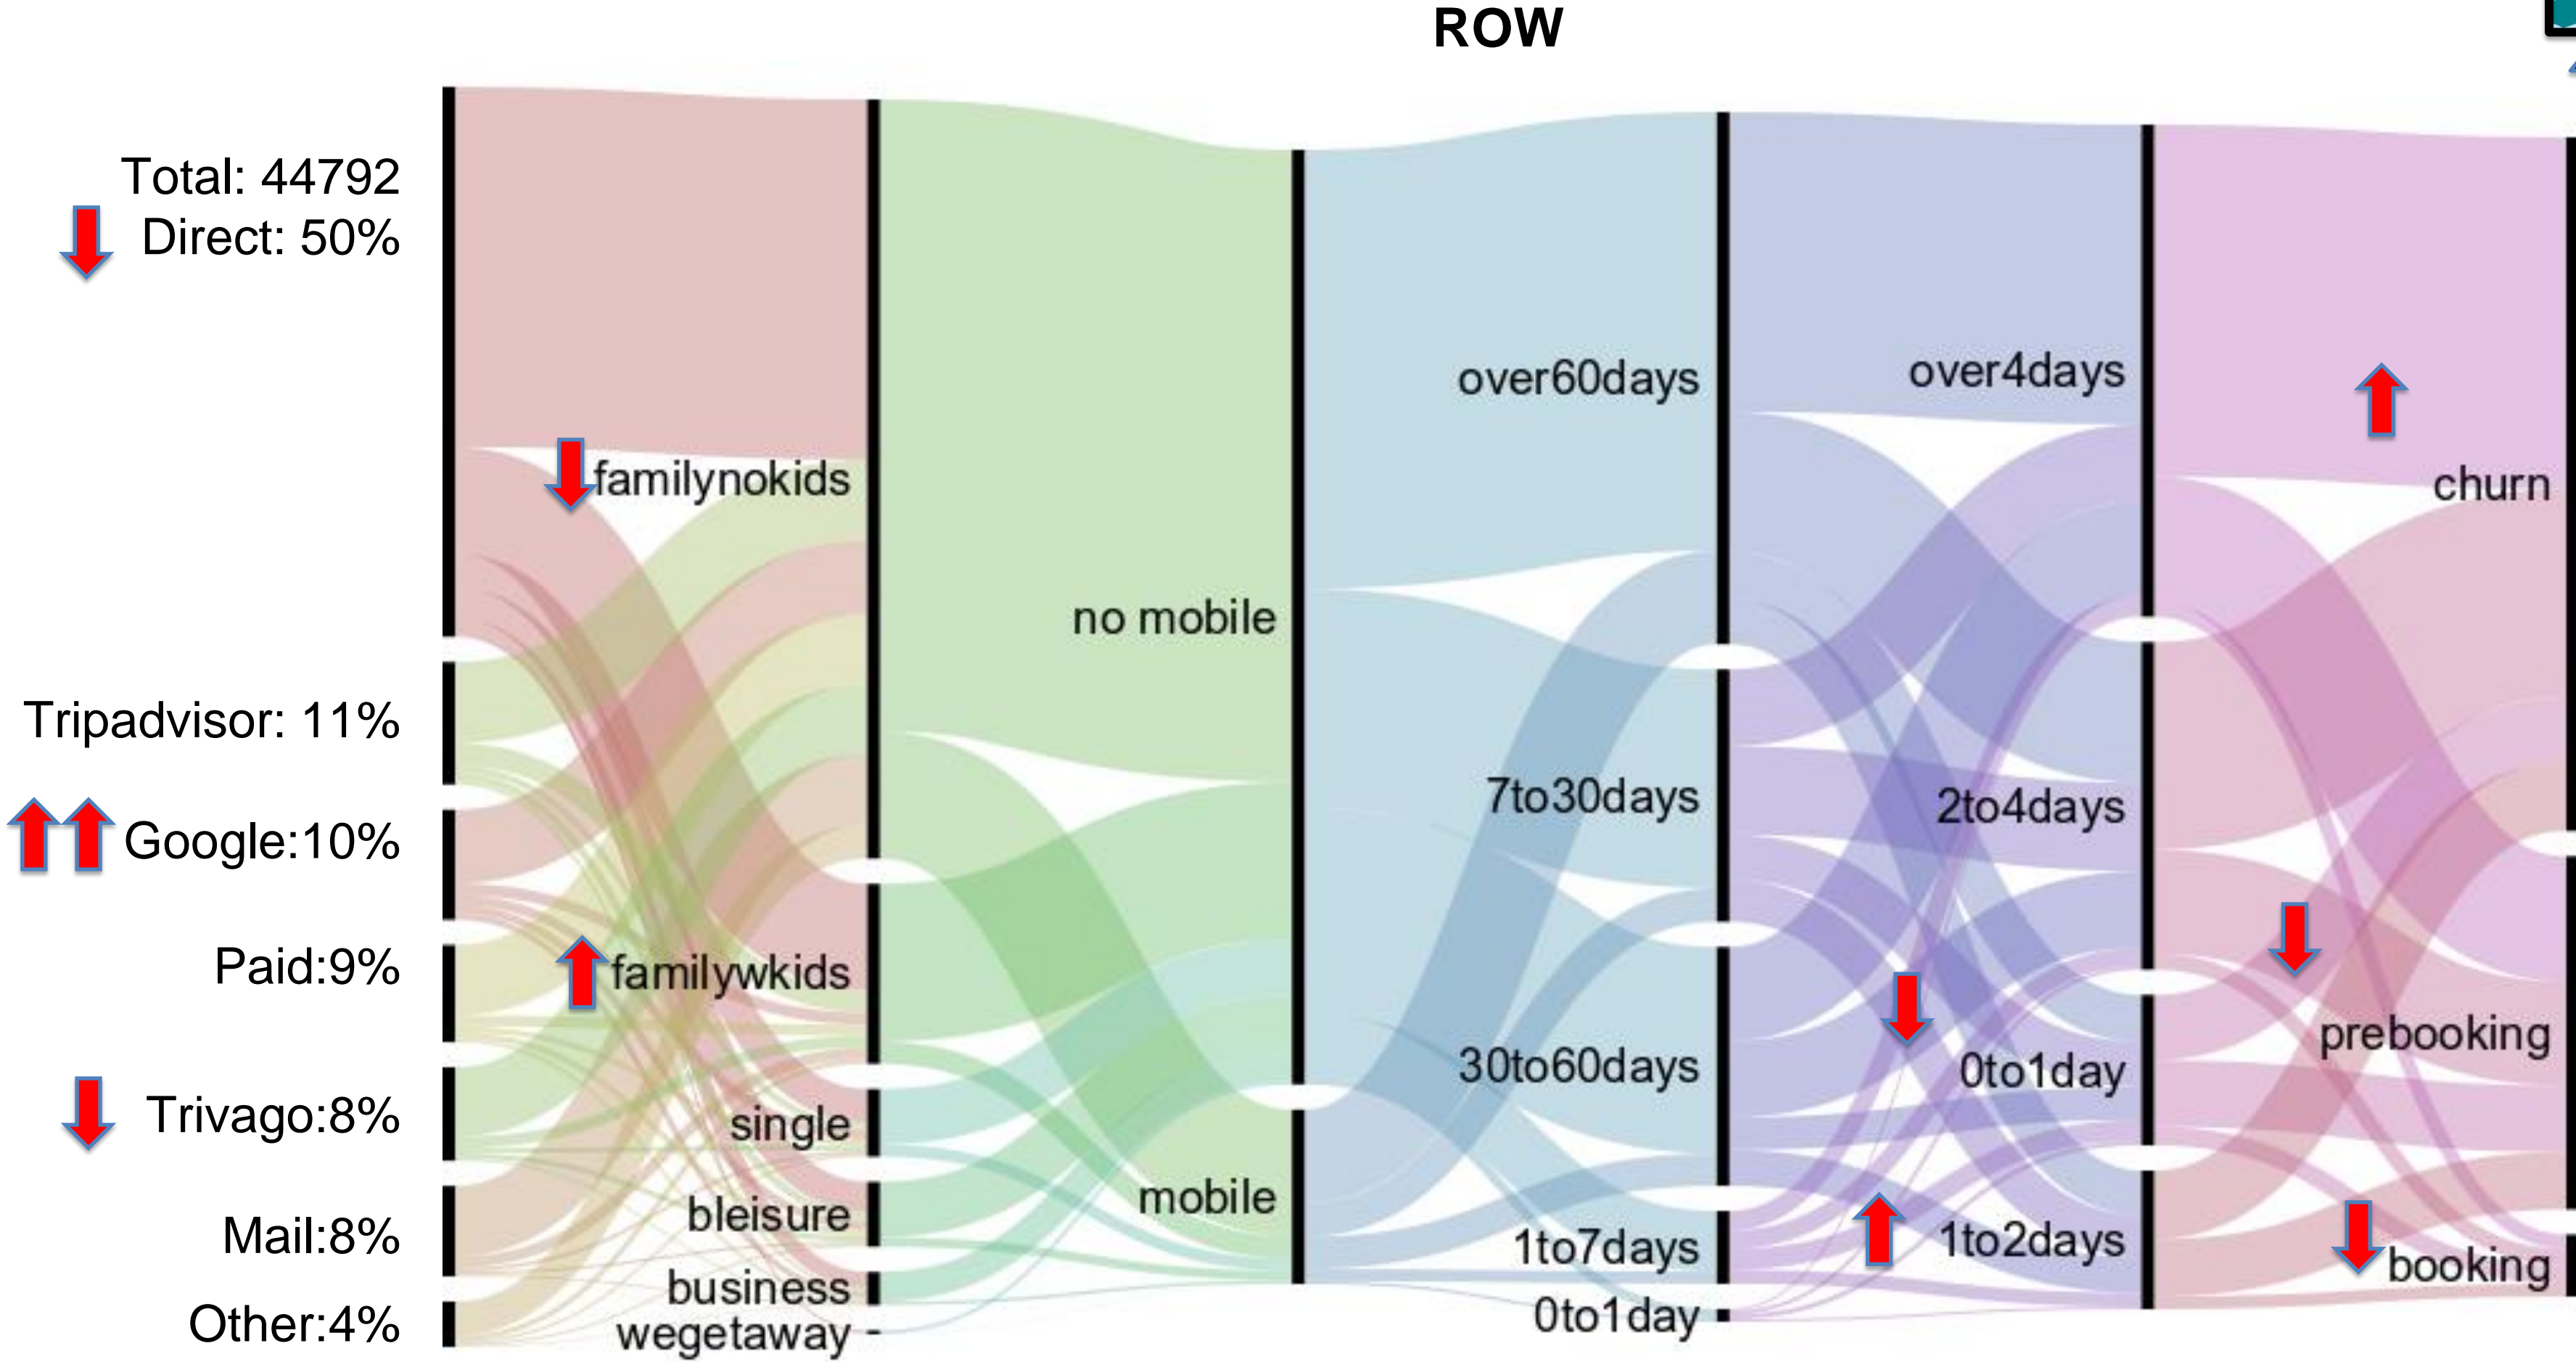 ROW
Total: 44792
Direct: 50%
Tripadvisor: 11%
Google:10%
Paid:9%
Trivago:8%
Mail:8%
Other:4%
familynokids
familywkids
single
bleisure
business
wegetaway
no mobile
mobile
over60days
7to30days
30to60days
1to7days
0to1day
over4days
2to4days
0to1day
1to2days
churn
prebooking
booking